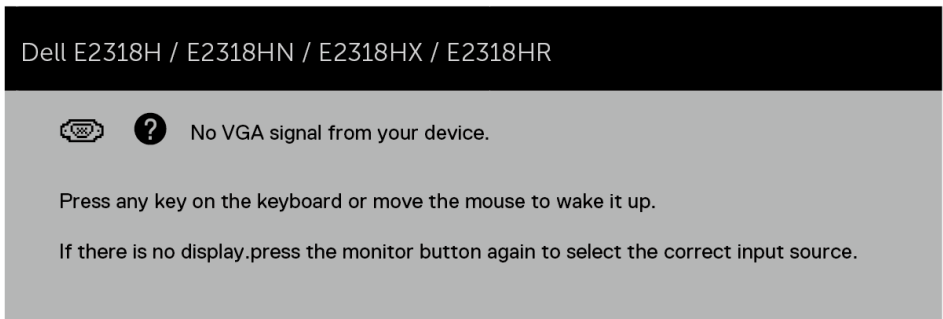 Dell E2318H / E2318HN / E2318HX / E2318HR
No VGA signal from your device.
Press any key on the keyboard or move the mouse to wake it up.
If there is no display.press the monitor button again to select the correct input source.